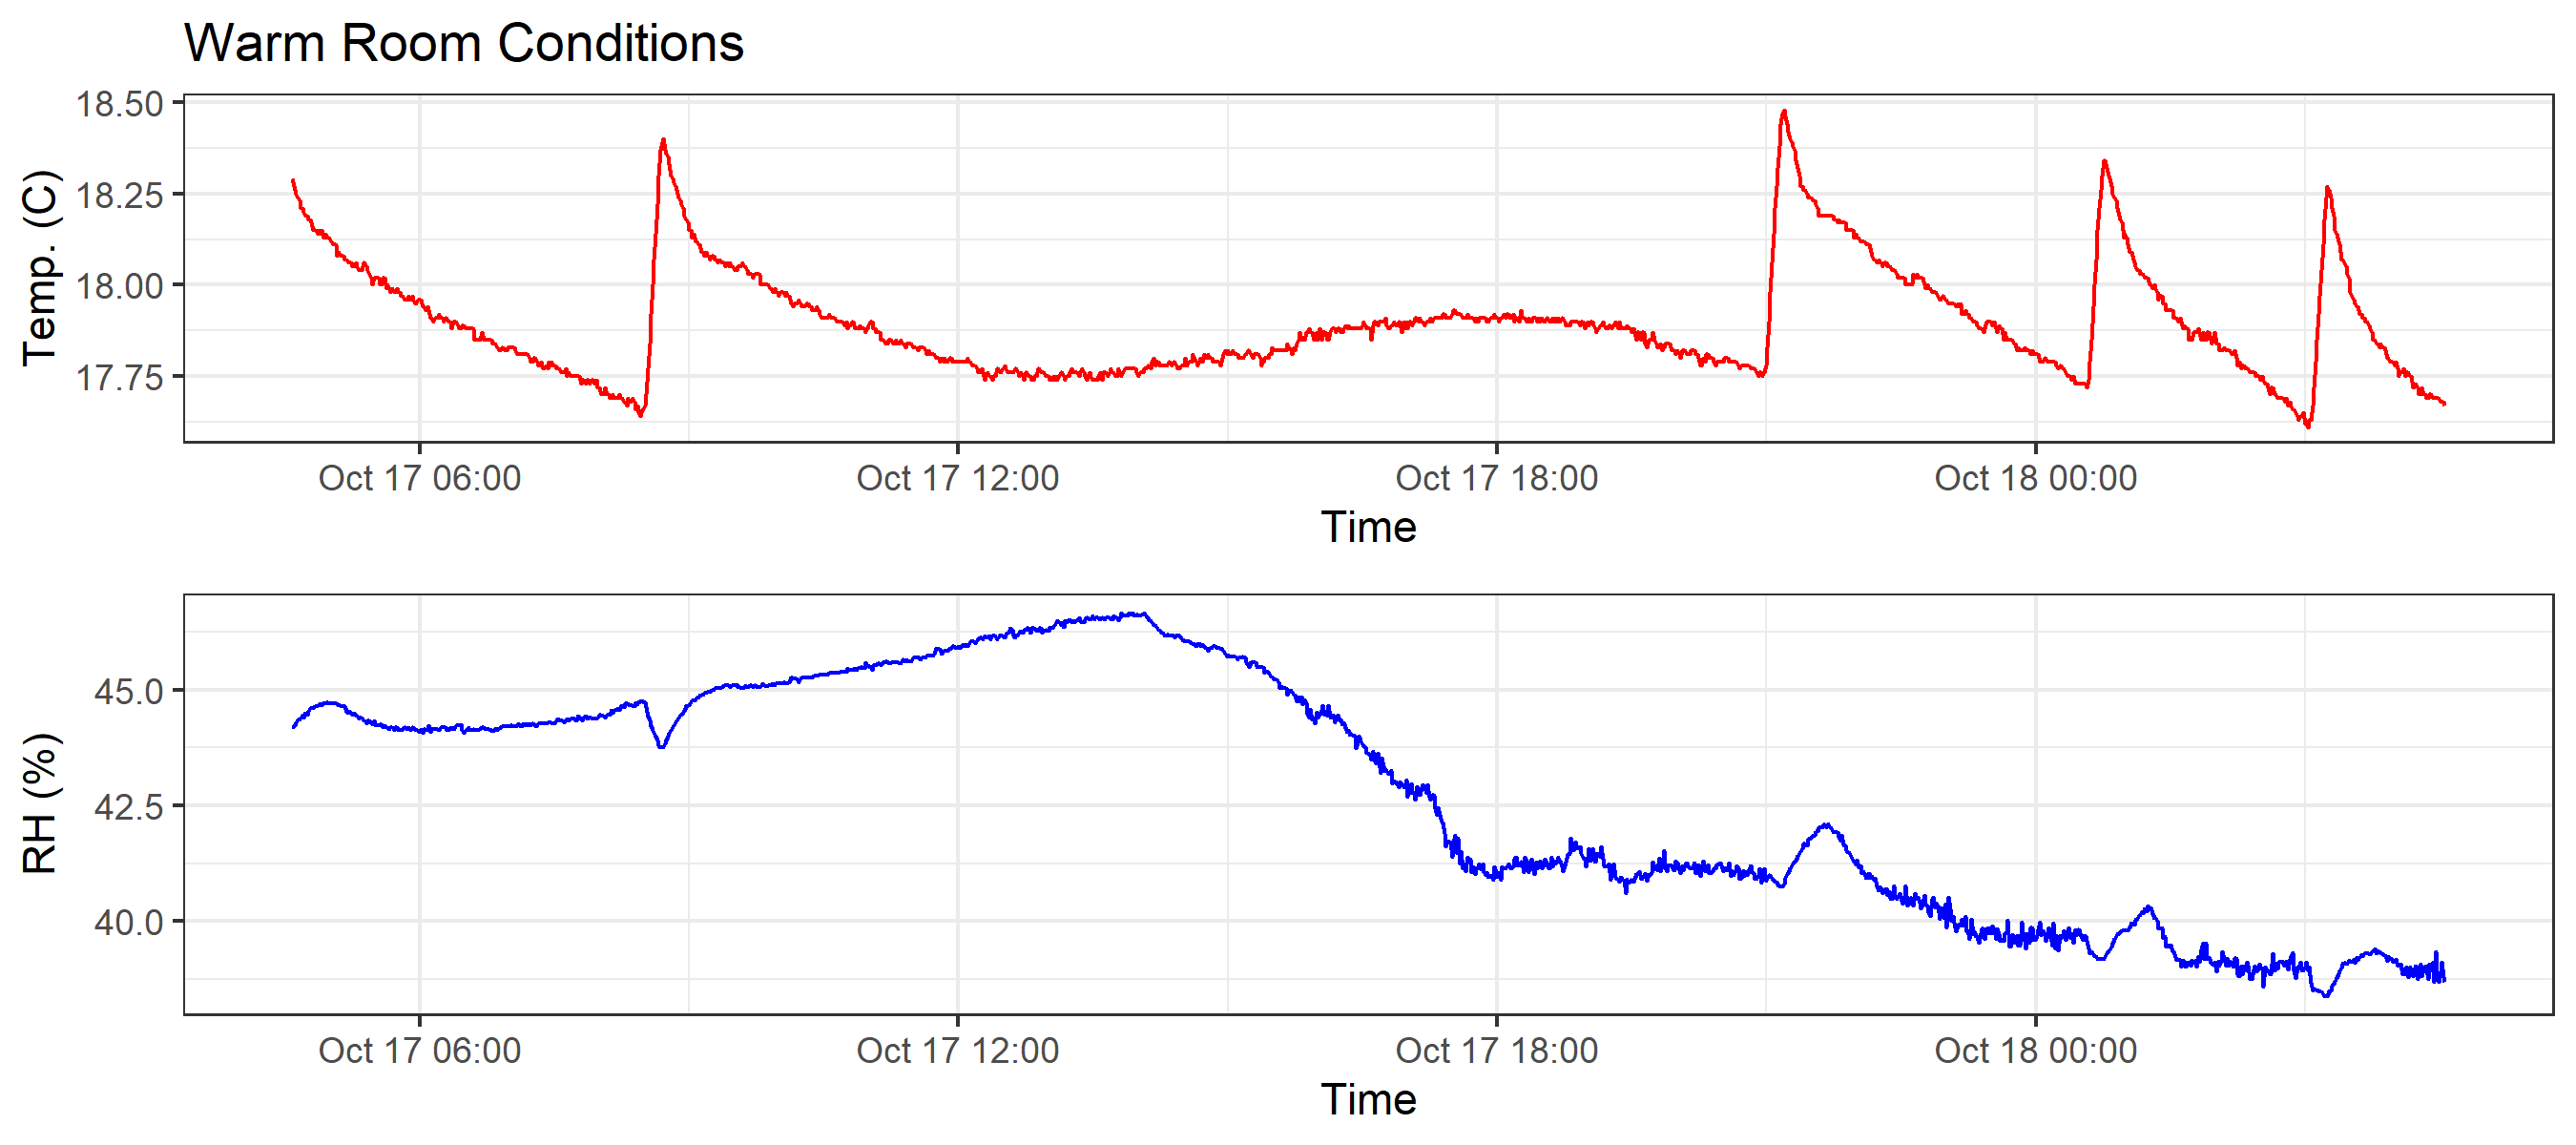 Warm Room Conditions
Temp. (C)
18.50
18.25
18.00
17.75
Oct 17 06:00 Oct 17 12:00 Oct 17 18:00 Oct 18 00:00
Time
RH (%)
45.0
42.5
40.0
Oct 17 06:00 Oct 17 12:00 Oct 17 18:00 Oct 18 00:00
Time